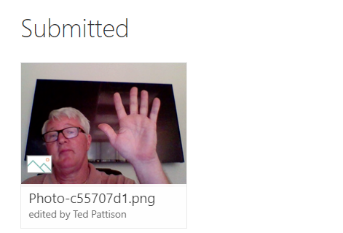 Submitted
Photo-c55707d1.png
edited by Ted Pattison